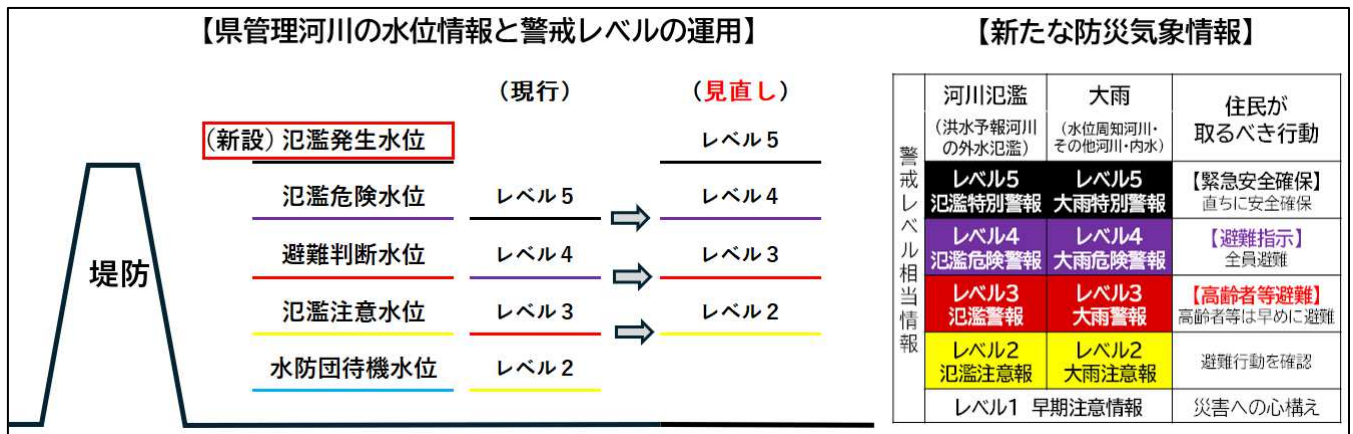 【県管理河川の水位情報と警戒レベルの運用】
(現行) (見直し)
(新設) 氾濫発生水位 レベル5
氾濫危険水位 レベル5 レベル4
避難判断水位 レベル4 レベル3
氾濫注意水位 レベル3 レベル2
水防団待機水位 レベル2
堤防
【新たな防災気象情報】
警戒レベル相当情報
河川氾濫 大雨 住民が
(洪水予報河川 (水位周知河川・ 取るべき行動
の外水氾濫) その他河川・内水)
レベル5 レベル5 【緊急安全確保】
氾濫特別警報 大雨特別警報 直ちに安全確保
レベル4 レベル4 【避難指示】
氾濫危険警報 大雨危険警報 全員避難
レベル3 レベル3 【高齢者等避難】
氾濫警報 大雨警報 高齢者等は早めに避難
レベル2 レベル2 避難行動を確認
氾濫注意報 大雨注意報
レベル1 早期注意情報 災害への心構え